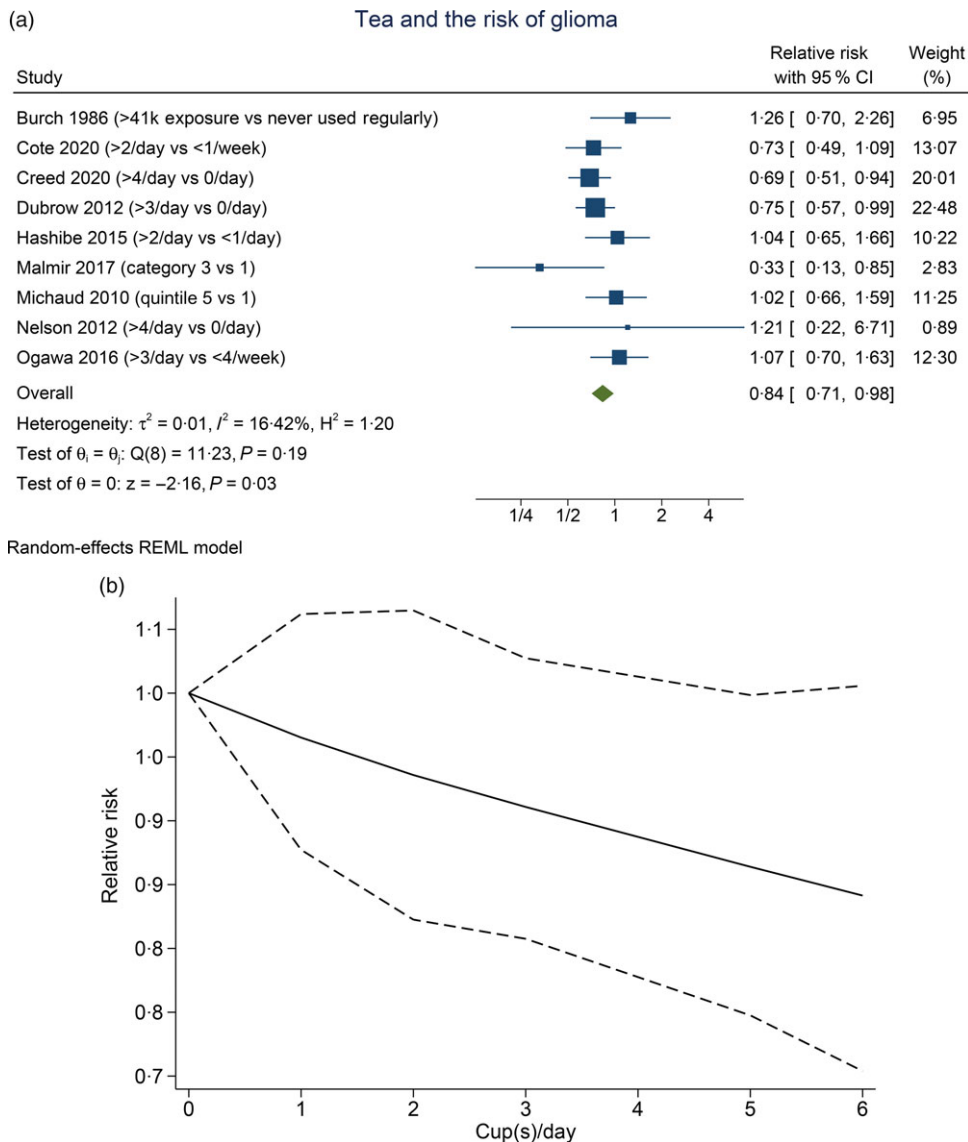 (a)
Tea and the risk of glioma
Relative risk Weight
Study with 95 % CI (%)
Burch 1986 (>41k exposure vs never used regularly) 1·26 [ 0·70, 2·26] 6·95
Cote 2020 (>2/day vs <1/week) 0·73 [ 0·49, 1·09] 13·07
Creed 2020 (>4/day vs 0/day) 0·69 [ 0·51, 0·94] 20·01
Dubrow 2012 (>3/day vs 0/day) 0·75 [ 0·57, 0·99] 22·48
Hashibe 2015 (>2/day vs <1/day) 1·04 [ 0·65, 1·66] 10·22
Malmir 2017 (category 3 vs 1) 0·33 [ 0·13, 0·85] 2·83
Michaud 2010 (quintile 5 vs 1) 1·02 [ 0·66, 1·59] 11·25
Nelson 2012 (>4/day vs 0/day) 1·21 [ 0·22, 6·71] 0·89
Ogawa 2016 (>3/day vs <4/week) 1·07 [ 0·70, 1·63] 12·30
Overall 0·84 [ 0·71, 0·98]
Heterogeneity: τ² = 0·01, I² = 16·42%, H² = 1·20
Test of θᵢ = θⱼ: Q(8) = 11·23, P = 0·19
Test of θ = 0: z = –2·16, P = 0·03
1/4 1/2 1 2 4
Random-effects REML model
(b)
1·1
1·0
1·0
0·9
0·9
0·8
0·8
0·7
Relative risk
0 1 2 3 4 5 6
Cup(s)/day